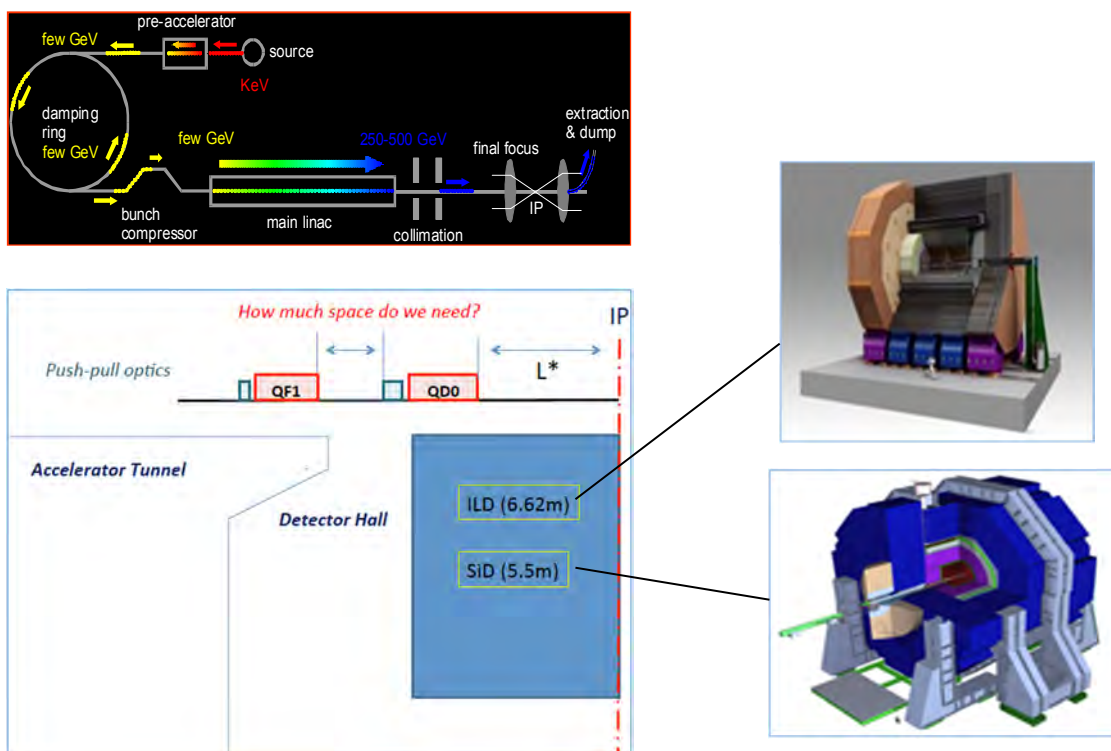 pre-accelerator
few GeV
source
KeV
damping
ring
few GeV
extraction
& dump
few GeV
250-500 GeV
final focus
IP
bunch
compressor
main linac
collimation
How much space do we need?
IP
Push-pull optics
L*
QF1
QD0
Accelerator Tunnel
ILD (6.62m)
Detector Hall
SiD (5.5m)